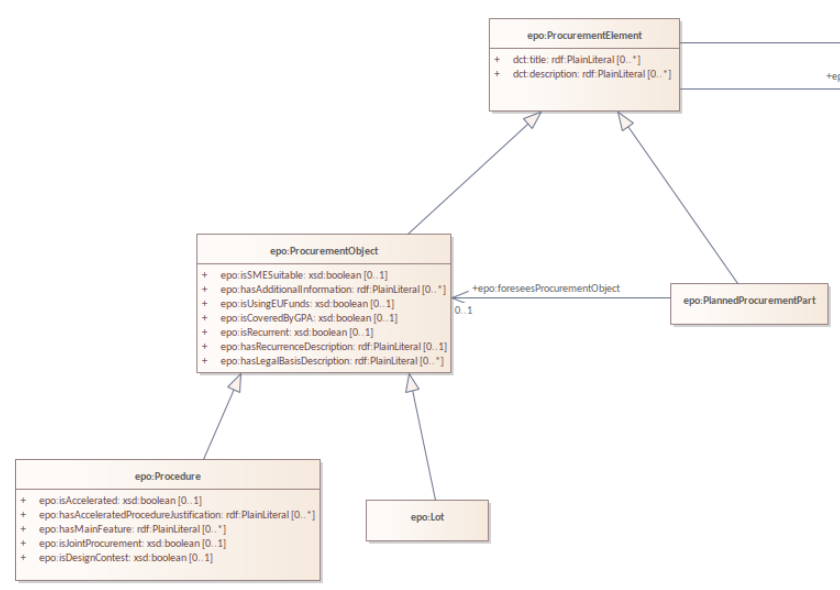 epo:ProcurementElement
+ dct:title: rdf:PlainLiteral [0..*]
+ dct:description: rdf:PlainLiteral [0..*]
+ep
epo:ProcurementObject
+ epo:isSMESuitable: xsd:boolean [0..1]
+ epo:hasAdditionalInformation: rdf:PlainLiteral [0..*]
+ epo:isUsingEUFunds: xsd:boolean [0..1]
+ epo:isCoveredByGPA: xsd:boolean [0..1]
+ epo:isRecurrent: xsd:boolean [0..1]
+ epo:hasRecurrenceDescription: rdf:PlainLiteral [0..1]
+ epo:hasLegalBasisDescription: rdf:PlainLiteral [0..*]
+epo:foreseesProcurementObject
0..1
epo:PlannedProcurementPart
epo:Procedure
+ epo:isAccelerated: xsd:boolean [0..1]
+ epo:hasAcceleratedProcedureJustification: rdf:PlainLiteral [0..*]
+ epo:hasMainFeature: rdf:PlainLiteral [0..*]
+ epo:isJointProcurement: xsd:boolean [0..1]
+ epo:isDesignContest: xsd:boolean [0..1]
epo:Lot